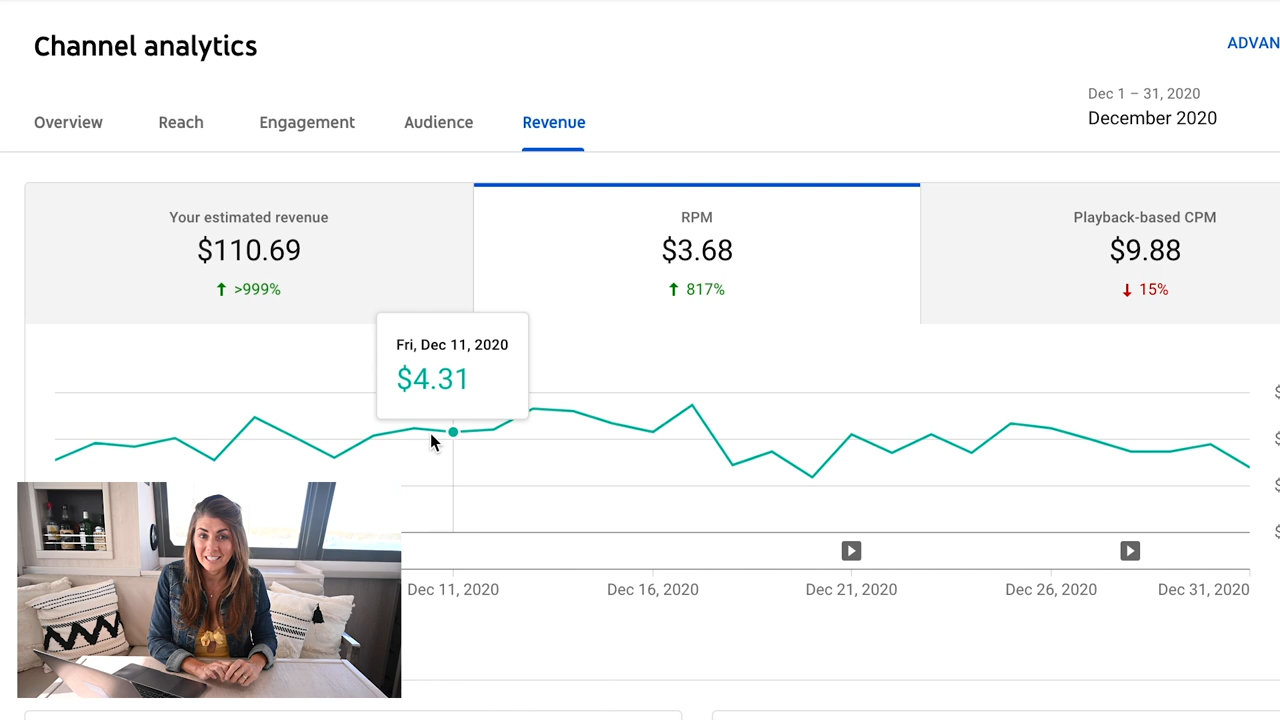 Channel analytics
ADVAN
Dec 1 – 31, 2020
December 2020
Overview Reach Engagement Audience Revenue
Your estimated revenue
$110.69
>999%
RPM
$3.68
817%
Playback-based CPM
$9.88
15%
Fri, Dec 11, 2020
$4.31
$
$
$
$
Dec 11, 2020 Dec 16, 2020 Dec 21, 2020 Dec 26, 2020 Dec 31, 2020